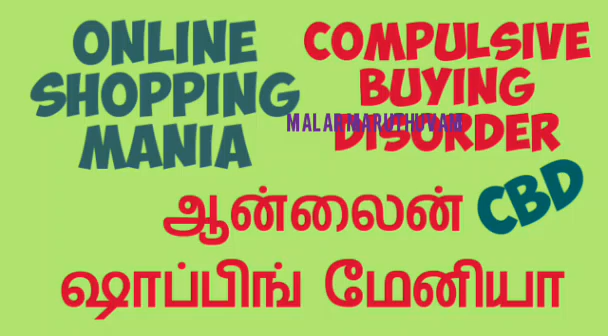 ONLINE
SHOPPING
MANIA
COMPULSIVE
BUYING
DISORDER
MALARMARUTHUVAM
CBD
ஆன்லைன்
ஷாப்பிங் மேனியா